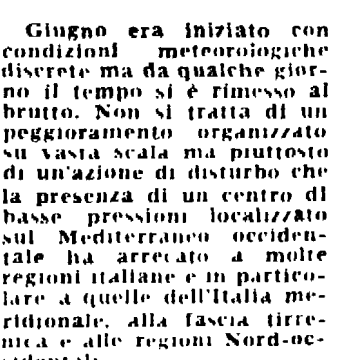 Giugno era iniziato con
condizioni meteorologiche
discrete ma da qualche gior-
no il tempo si è rimesso al
brutto. Non si tratta di un
peggioramento organizzato
su vasta scala ma piuttosto
di un'azione di disturbo che
la presenza di un centro di
basse pressioni localizzato
sul Mediterraneo occiden-
tale ha arrecato a molte
regioni italiane e in partico-
lare a quelle dell'Italia me-
ridionale, alla fascia tirre-
nica e alle regioni Nord-oc-